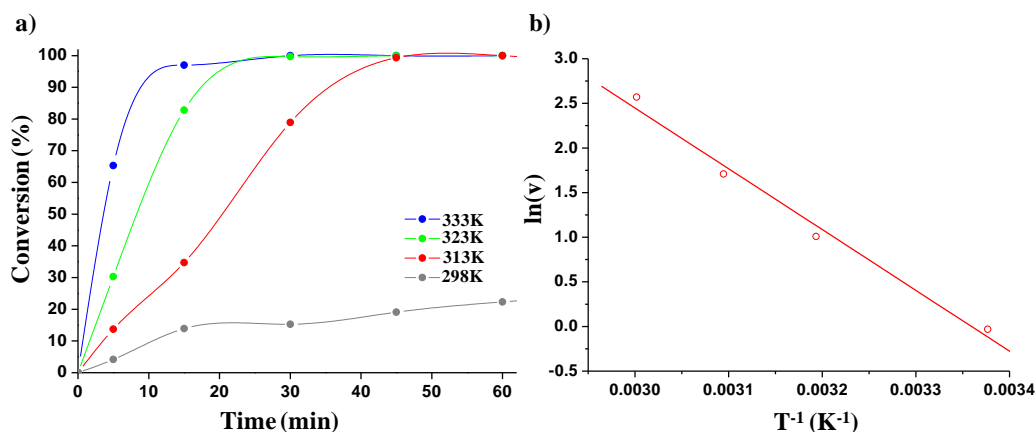 a)
100
90
80
70
60
50
40
30
20
10
0
Conversion (%)
333K
323K
313K
298K
0 10 20 30 40 50 60
Time (min)
b)
3.0
2.5
2.0
1.5
1.0
0.5
0.0
-0.5
ln(v)
0.0030 0.0031 0.0032 0.0033 0.0034
T⁻¹ (K⁻¹)